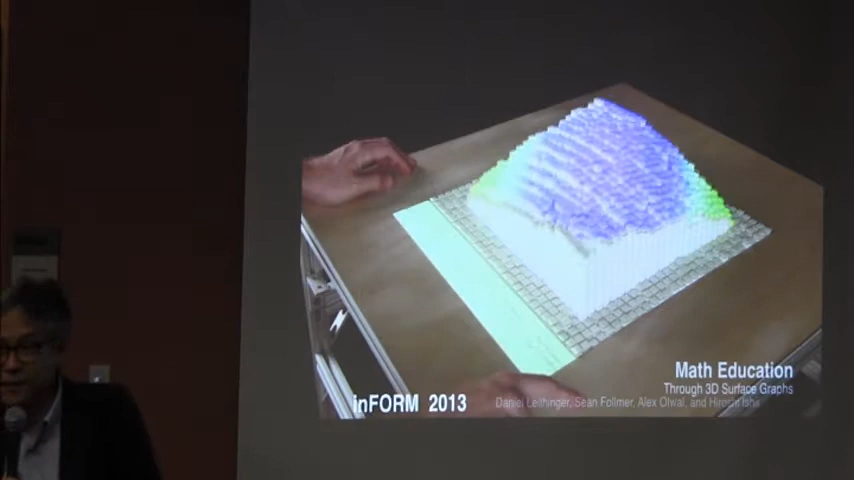 Math Education
Through 3D Surface Graphs
inFORM 2013
Daniel Leithinger, Sean Follmer, Alex Olwal, and Hiroshi Ishii